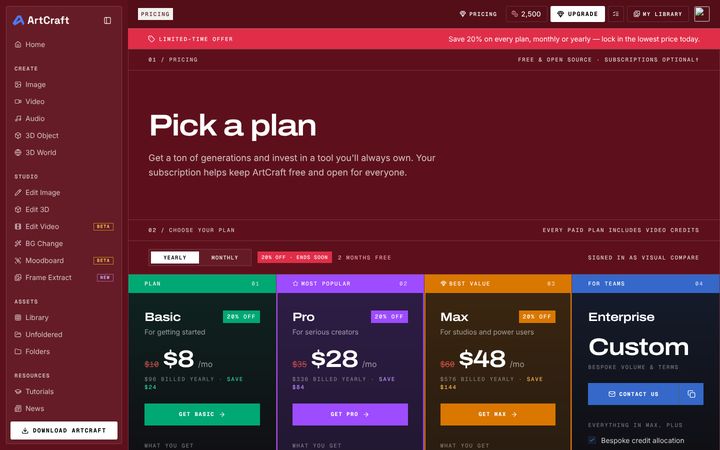 ArtCraft
Home
CREATE
Image
Video
Audio
3D Object
3D World
STUDIO
Edit Image
Edit 3D
Edit Video BETA
BG Change
Moodboard BETA
Frame Extract NEW
ASSETS
Library
Unfoldered
Folders
RESOURCES
Tutorials
News
DOWNLOAD ARTCRAFT
PRICING
PRICING
2,500
UPGRADE
MY LIBRARY
LIMITED-TIME OFFER
Save 20% on every plan, monthly or yearly — lock in the lowest price today.
01 / PRICING
FREE & OPEN SOURCE · SUBSCRIPTIONS OPTIONAL!
Pick a plan
Get a ton of generations and invest in a tool you'll always own. Your
subscription helps keep ArtCraft free and open for everyone.
02 / CHOOSE YOUR PLAN
EVERY PAID PLAN INCLUDES VIDEO CREDITS
YEARLY MONTHLY
20% OFF · ENDS SOON
2 MONTHS FREE
SIGNED IN AS VISUAL COMPARE
PLAN 01
Basic 20% OFF
For getting started
$10 $8 /mo
$96 BILLED YEARLY · SAVE
$24
GET BASIC →
WHAT YOU GET
MOST POPULAR 02
Pro 20% OFF
For serious creators
$35 $28 /mo
$336 BILLED YEARLY · SAVE
$84
GET PRO →
WHAT YOU GET
BEST VALUE 03
Max 20% OFF
For studios and power users
$60 $48 /mo
$576 BILLED YEARLY · SAVE
$144
GET MAX →
WHAT YOU GET
FOR TEAMS 04
Enterprise
Custom
BESPOKE VOLUME & TERMS
CONTACT US
EVERYTHING IN MAX, PLUS
Bespoke credit allocation